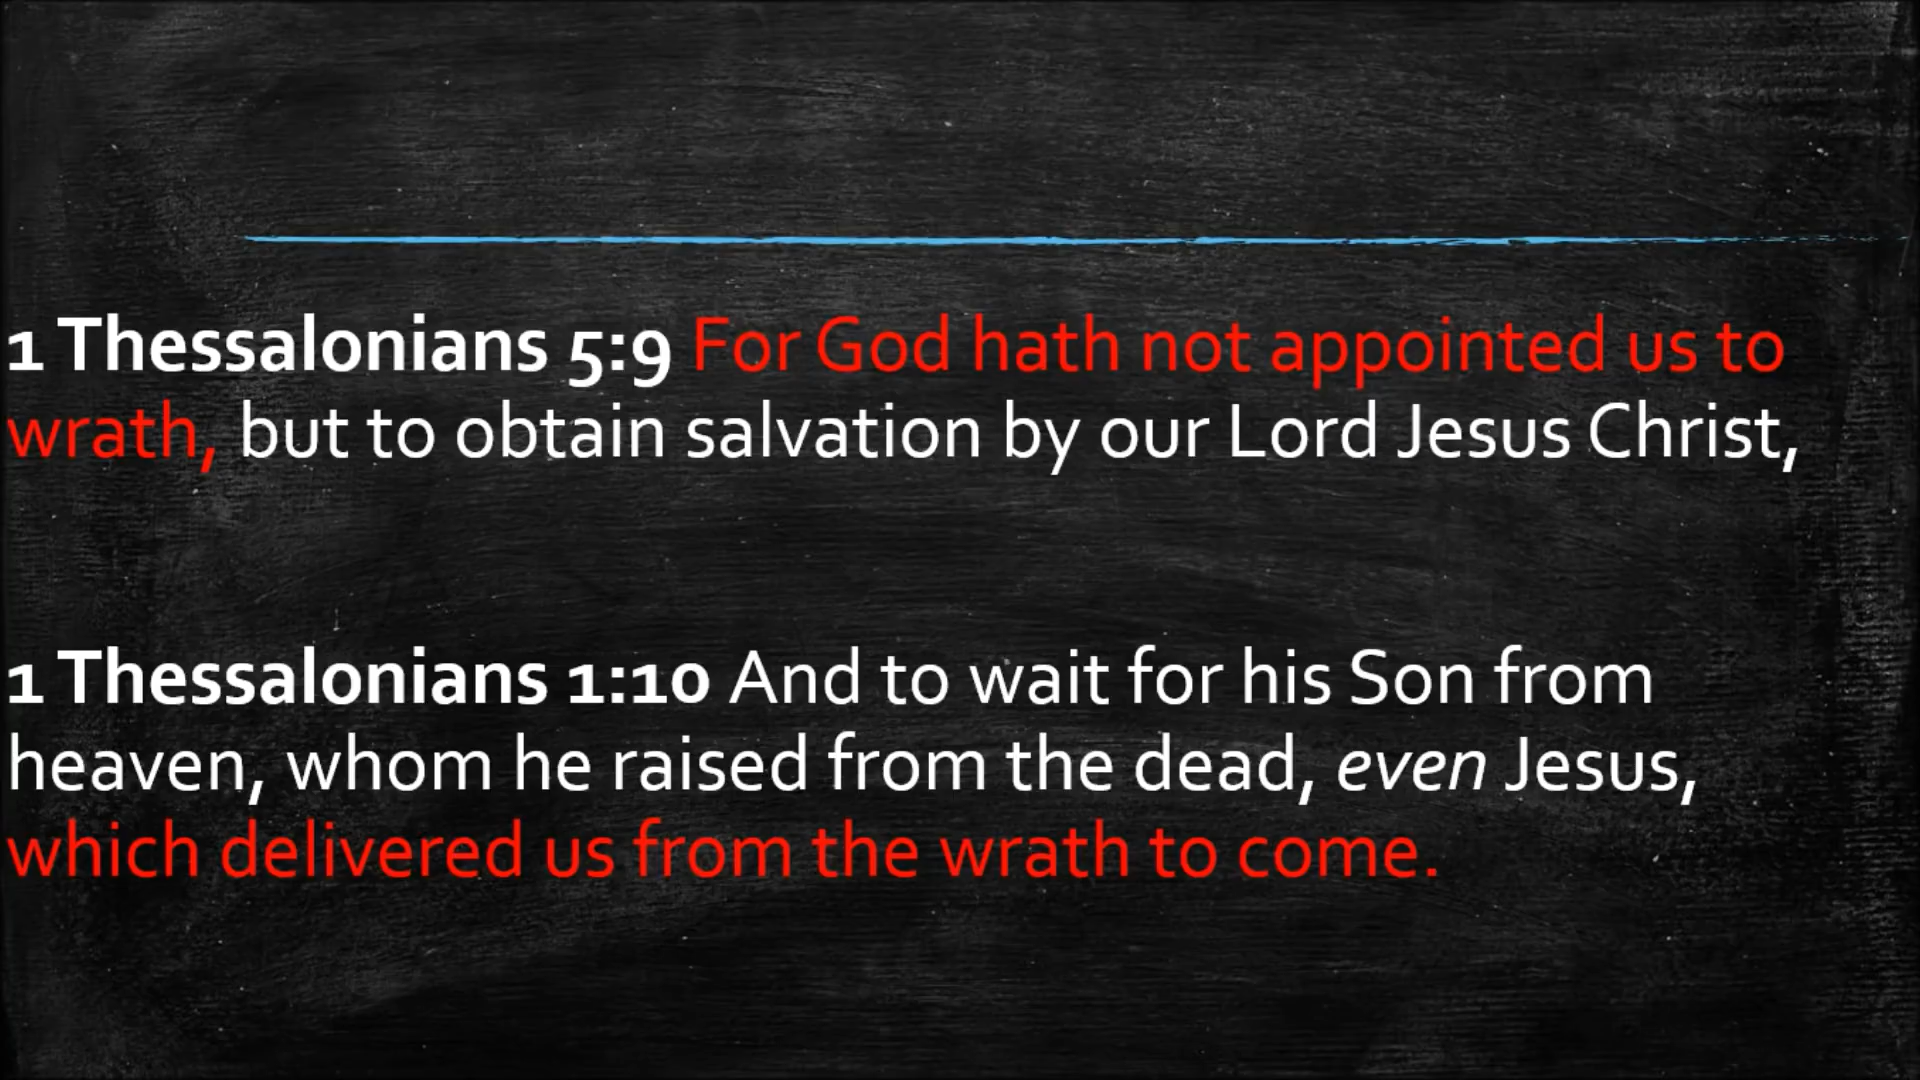 1 Thessalonians 5:9 For God hath not appointed us to
wrath, but to obtain salvation by our Lord Jesus Christ,
1 Thessalonians 1:10 And to wait for his Son from
heaven, whom he raised from the dead, even Jesus,
which delivered us from the wrath to come.